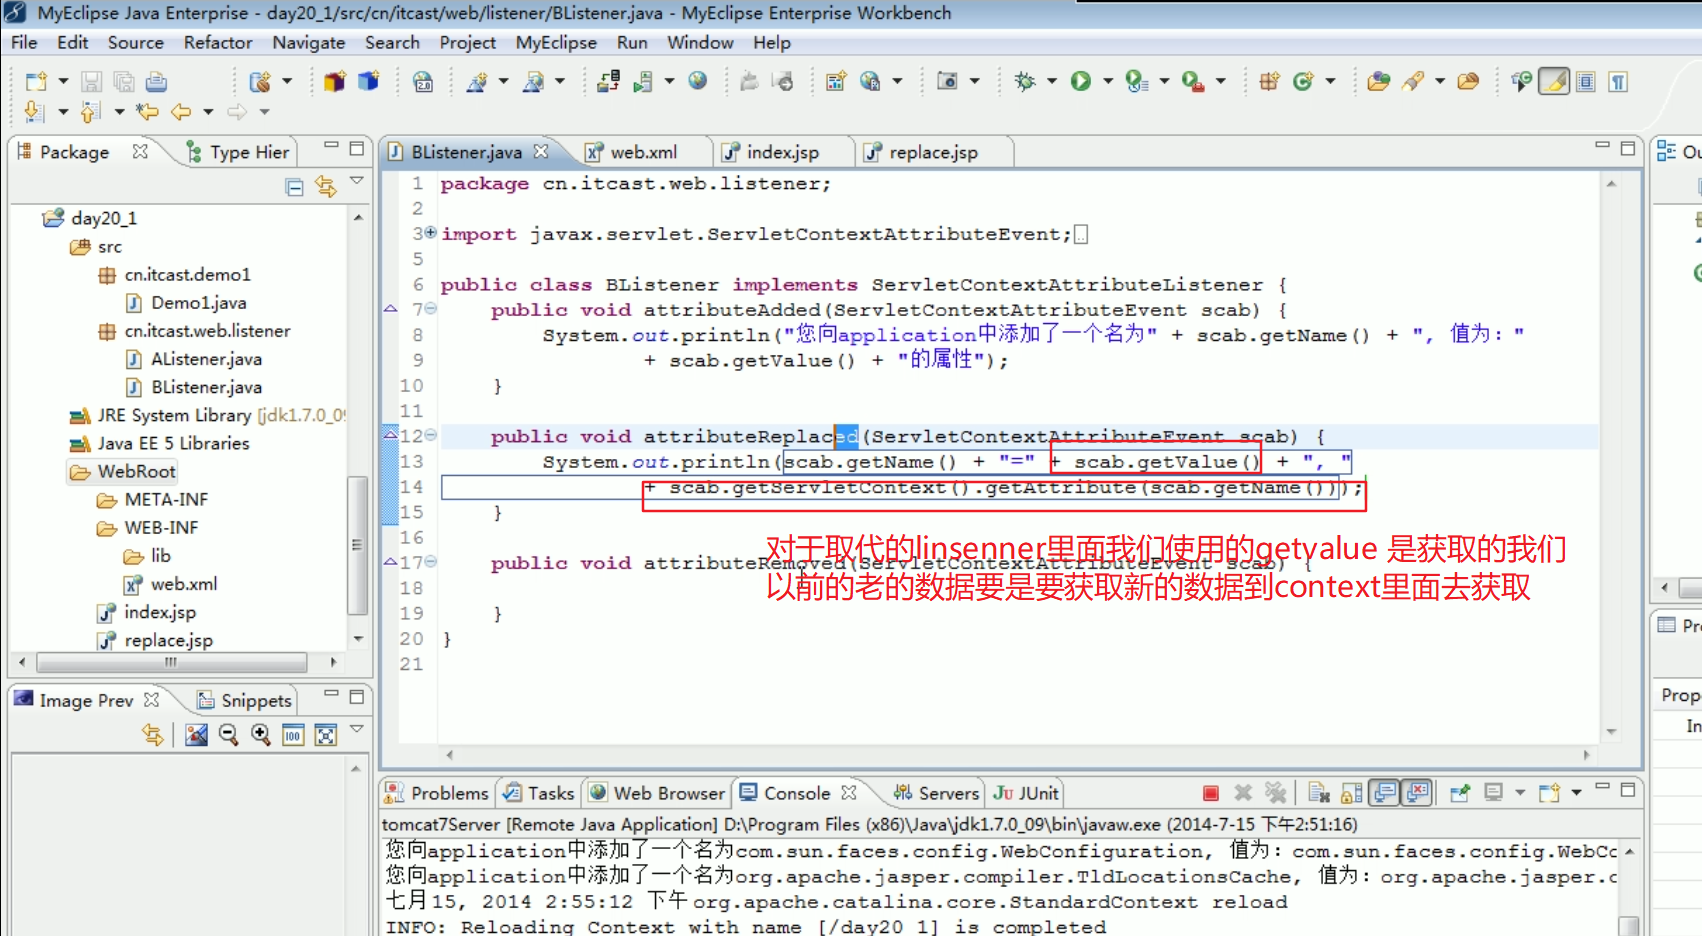 MyEclipse Java Enterprise - day20_1/src/cn/itcast/web/listener/BListener.java - MyEclipse Enterprise Workbench
File Edit Source Refactor Navigate Search Project MyEclipse Run Window Help
Package Type Hier
day20_1
src
cn.itcast.demo1
Demo1.java
cn.itcast.web.listener
AListener.java
BListener.java
JRE System Library [jdk1.7.0_09
Java EE 5 Libraries
WebRoot
META-INF
WEB-INF
lib
web.xml
index.jsp
replace.jsp
Image Prev Snippets
BListener.java web.xml index.jsp replace.jsp
1 package cn.itcast.web.listener;
2
3 import javax.servlet.ServletContextAttributeEvent;
5
6 public class BListener implements ServletContextAttributeListener {
7 public void attributeAdded(ServletContextAttributeEvent scab) {
8 System.out.println("您向application中添加了一个名为" + scab.getName() + ", 值为："
9 + scab.getValue() + "的属性");
10 }
11
12 public void attributeReplaced(ServletContextAttributeEvent scab) {
13 System.out.println(scab.getName() + "=" + scab.getValue() + ", "
14 + scab.getServletContext().getAttribute(scab.getName()));
15 }
16
17 public void attributeRemoved(ServletContextAttributeEvent scab) {
18
19 }
20 }
21
对于取代的linsenner里面我们使用的getvalue 是获取的我们
以前的老的数据要是要获取新的数据到context里面去获取
Problems Tasks Web Browser Console Servers JUnit
tomcat7Server [Remote Java Application] D:\Program Files (x86)\Java\jdk1.7.0_09\bin\javaw.exe (2014-7-15 下午2:51:16)
您向application中添加了一个名为com.sun.faces.config.WebConfiguration, 值为：com.sun.faces.config.WebCo
您向application中添加了一个名为org.apache.jasper.compiler.TldLocationsCache, 值为：org.apache.jasper.c
七月15, 2014 2:55:12 下午org.apache.catalina.core.StandardContext reload
INFO: Reloading Context with name [/day20_1] is completed
Ou
Pro
Prope
In